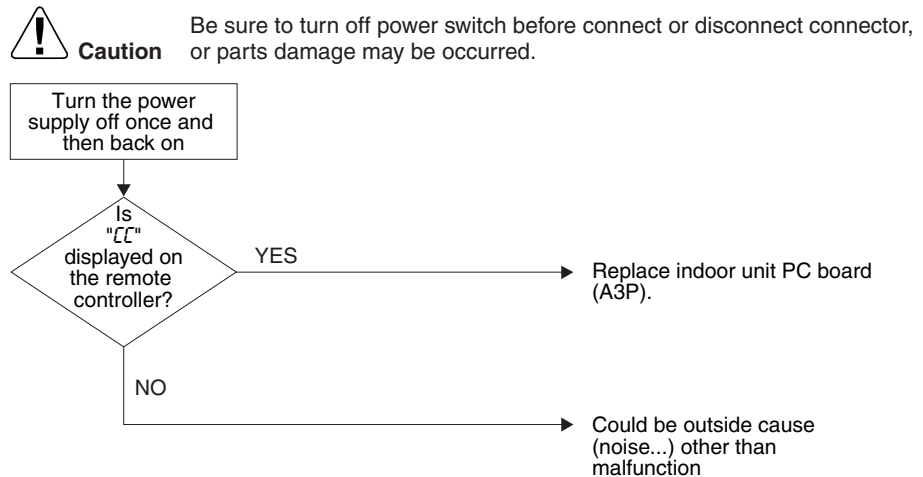 Caution
Be sure to turn off power switch before connect or disconnect connector,
or parts damage may be occurred.
Turn the power
supply off once and
then back on
Is
"CC"
displayed on
the remote
controller?
YES
Replace indoor unit PC board
(A3P).
NO
Could be outside cause
(noise...) other than
malfunction